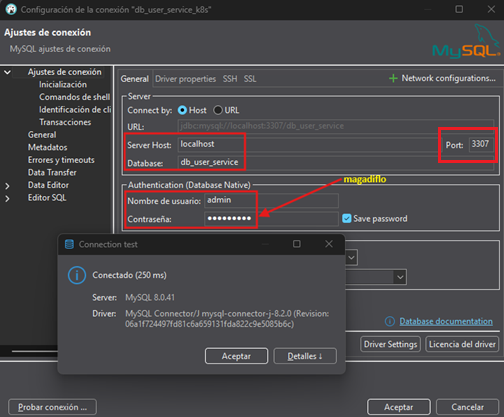 Configuración de la conexión "db_user_service_k8s"
Ajustes de conexión
MySQL ajustes de conexión
MySQL
Ajustes de conexión
Inicialización
Comandos de shell
Identificación de cli
Transacciones
General
Metadatos
Errores y timeouts
Data Transfer
Data Editor
Editor SQL
General Driver properties SSH SSL
+ Network configurations...
Server
Connect by: Host URL
URL: jdbc:mysql://localhost:3307/db_user_service
Server Host: localhost Port: 3307
Database: db_user_service
Authentication (Database Native)
magadiflo
Nombre de usuario: admin
Contraseña: ••••••••• Save password
Connection test
Conectado (250 ms)
Server: MySQL 8.0.41
Driver: MySQL Connector/J mysql-connector-j-8.2.0 (Revision:
06a1f724497fd81c6a659131fda822c9e5085b6c)
Aceptar Detalles ↓
Database documentation
Driver Settings Licencia del driver
Probar conexión ... Aceptar Cancelar